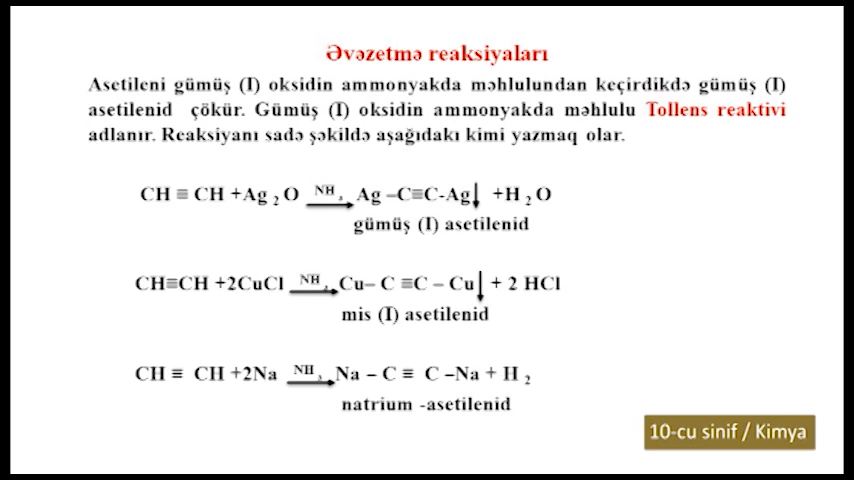 Əvəzetmə reaksiyaları
Asetileni gümüş (I) oksidin ammonyakda məhlulundan keçirdikdə gümüş (I)
asetilenid çökür. Gümüş (I) oksidin ammonyakda məhlulu Tollens reaktivi
adlanır. Reaksiyanı sadə şəkildə aşağıdakı kimi yazmaq olar.
CH ≡ CH +Ag₂O NH₃ → Ag –C≡C-Ag↓ +H₂O
gümüş (I) asetilenid
CH≡CH +2CuCl NH₃ → Cu– C ≡C – Cu↓ + 2 HCl
mis (I) asetilenid
CH ≡ CH +2Na NH₃ → Na – C ≡ C –Na + H₂
natrium -asetilenid
10-cu sinif / Kimya